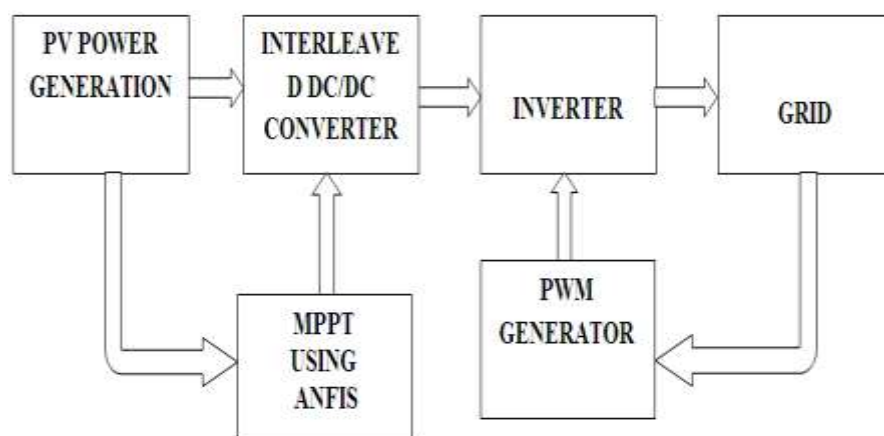 PV POWER
GENERATION
INTERLEAVE
D DC/DC
CONVERTER
INVERTER
GRID
MPPT
USING
ANFIS
PWM
GENERATOR